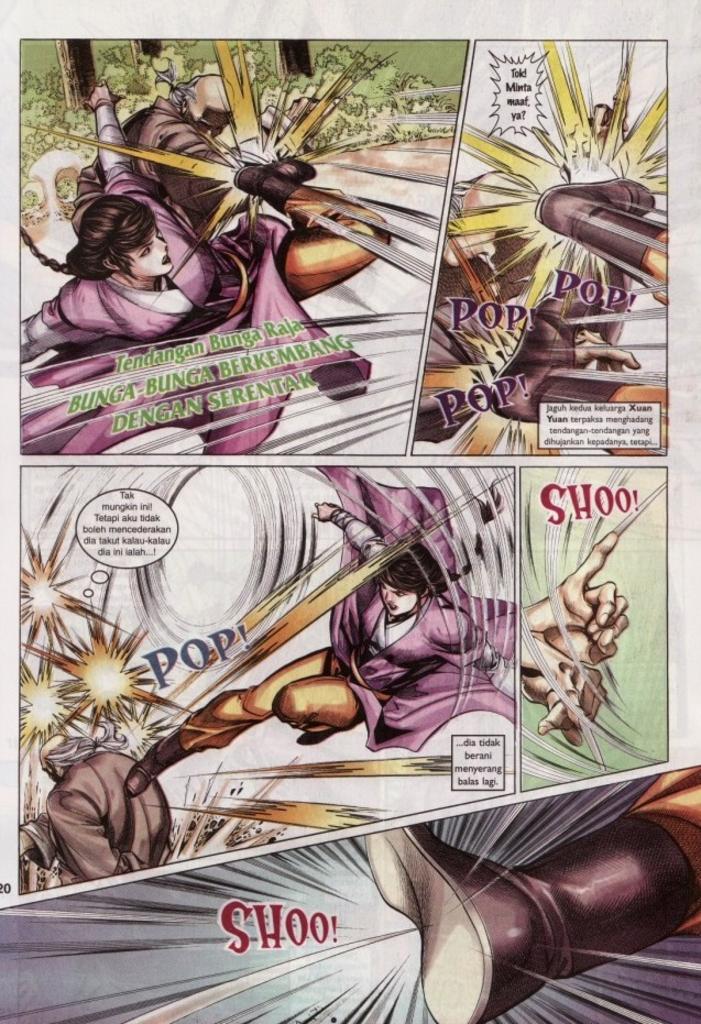 Tendangan Bunga Raja
BUNGA-BUNGA BERKEMBANG
DENGAN SERENTAK
Tok!
Minta
maaf,
ya?
POP!
POP!
POP!
Jaguh kedua keluarga Xuan
Yuan terpaksa menghadang
tendangan-tendangan yang
dihujankan kepadanya, tetapi...
Tak
mungkin ini!
Tetapi aku tidak
boleh mencederakan
dia takut kalau-kalau
dia ini ialah...!
POP!
...dia tidak
berani
menyerang
balas lagi.
SHOO!
20
SHOO!